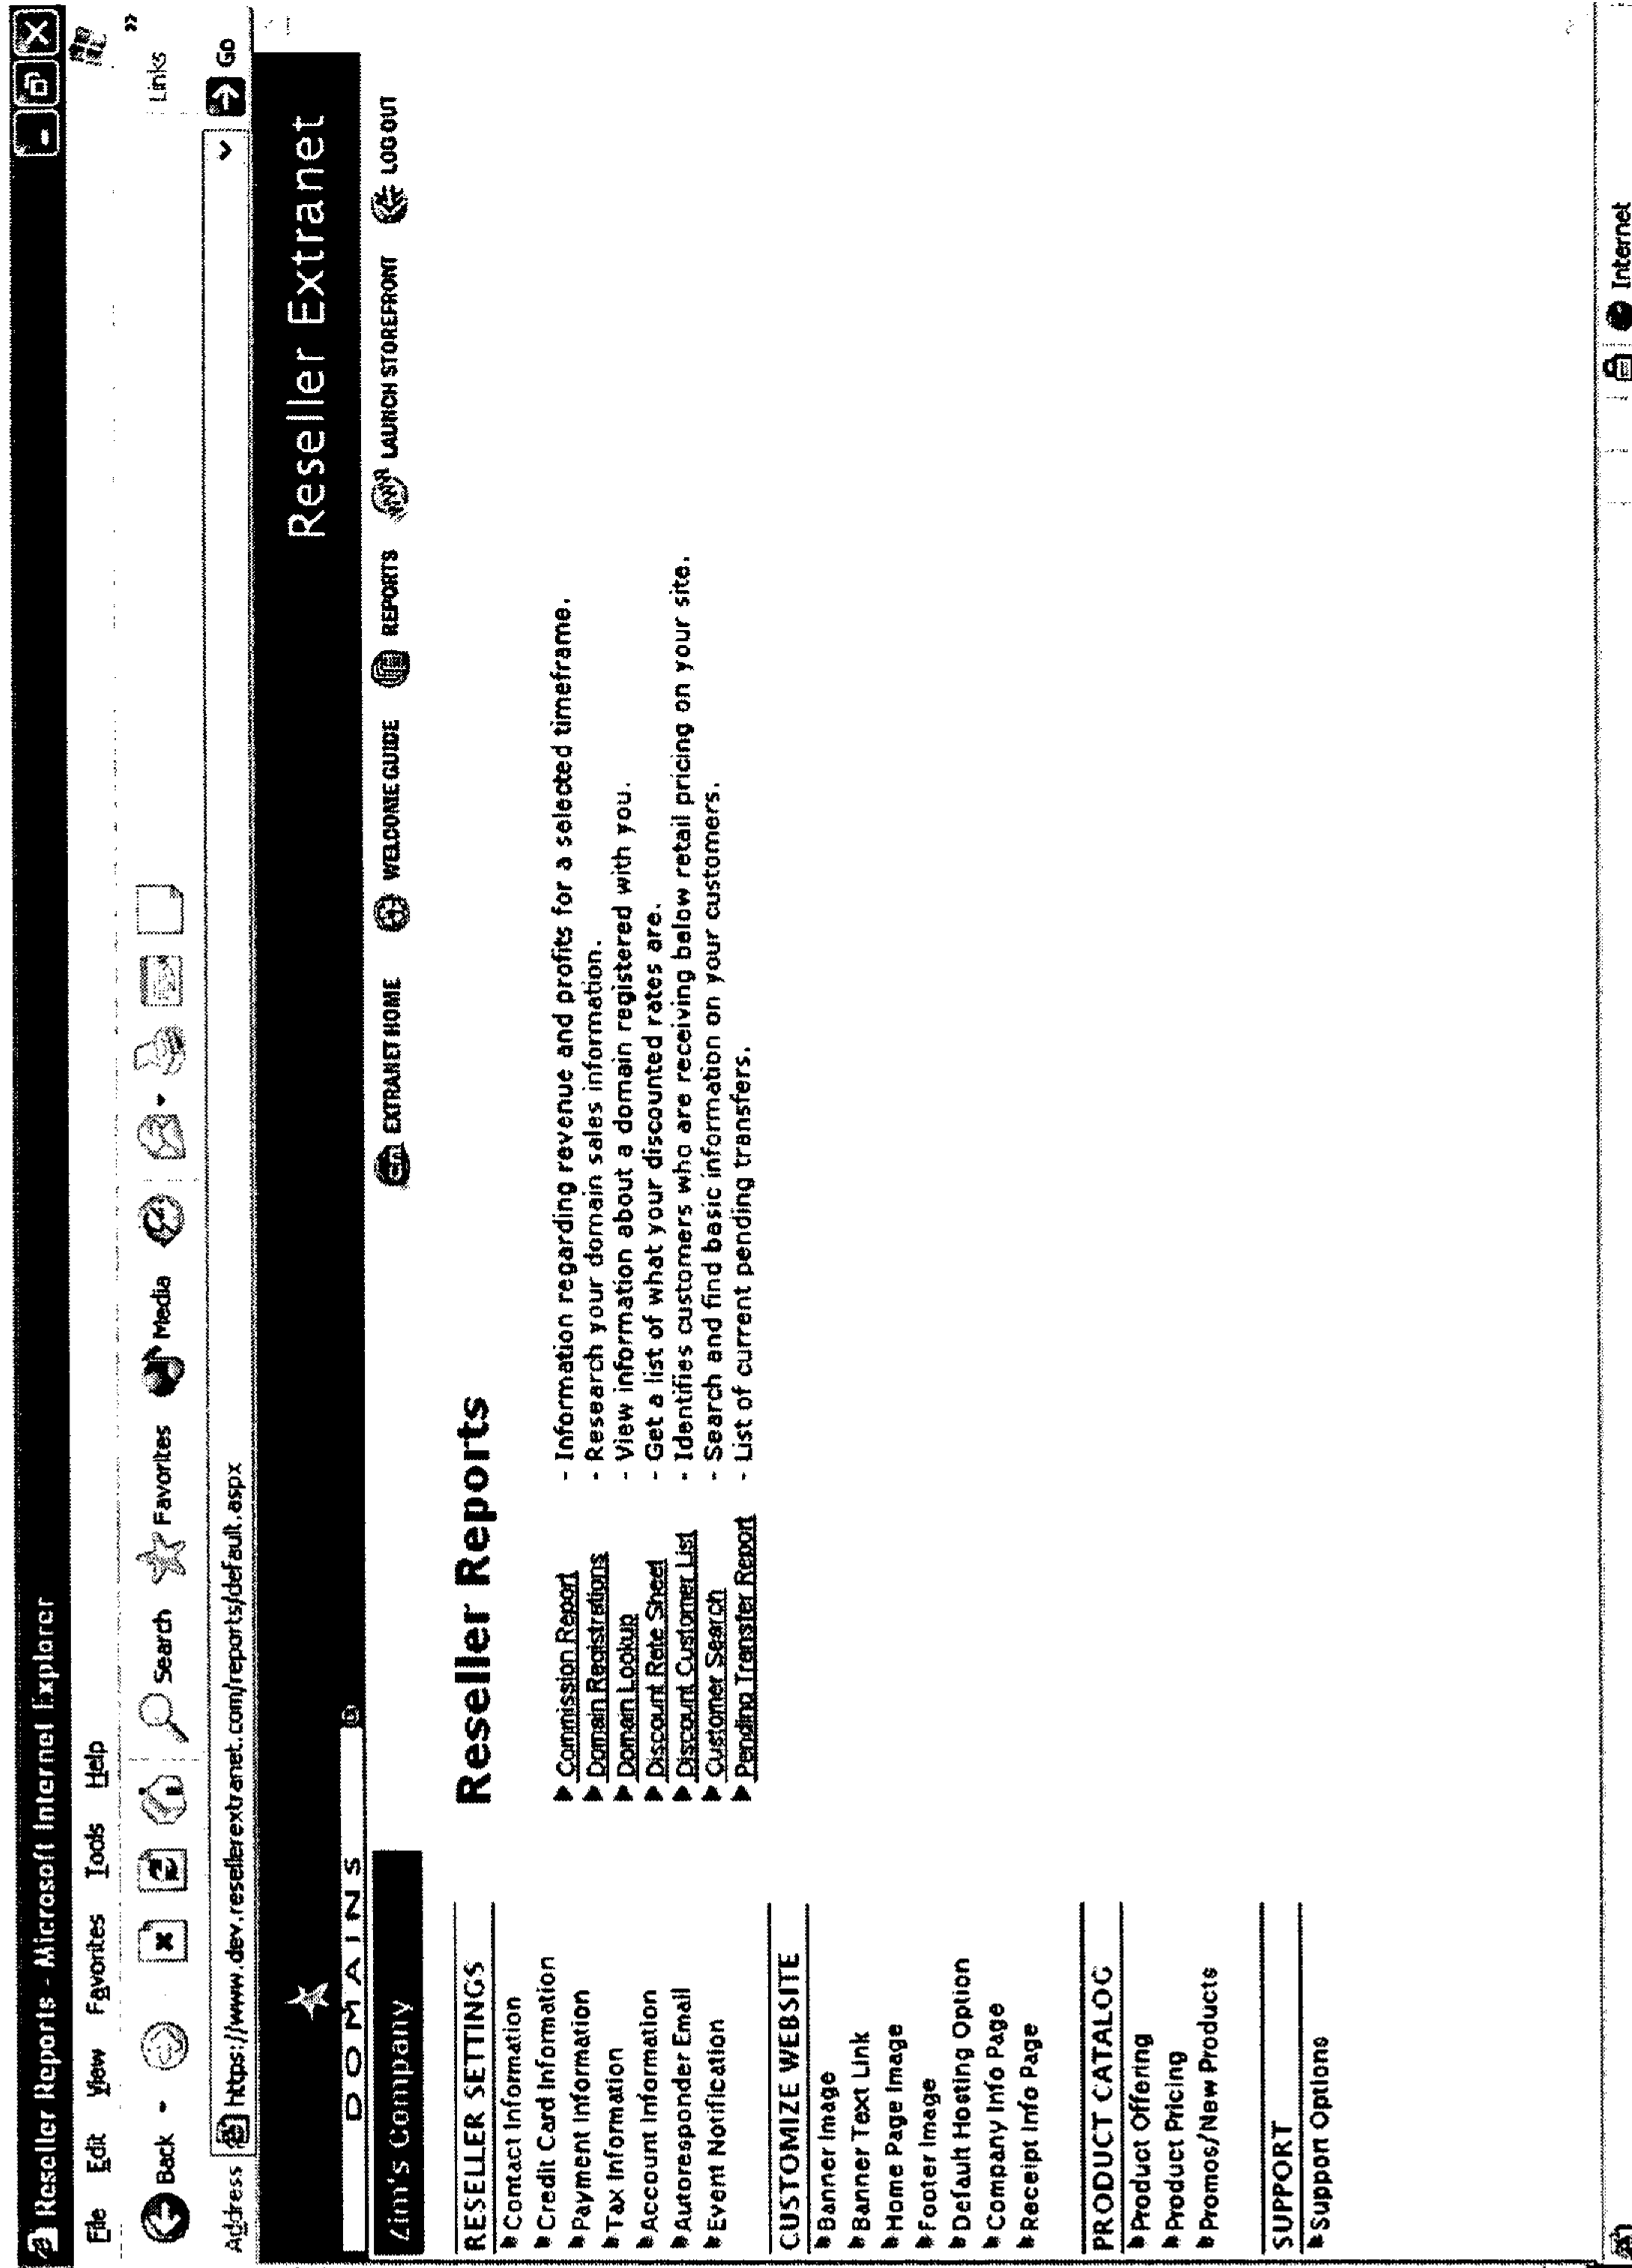 Reseller Reports - Microsoft Internet Explorer
File Edit View Favorites Tools Help
Back Search Favorites Media
Links
Address https://www.dev.resellerextranet.com/reports/default.aspx Go
DOMAINS
Reseller Extranet
Zim's Company
EXTRANET HOME WELCOME GUIDE REPORTS LAUNCH STOREFRONT LOGOUT
RESELLER SETTINGS
Contact Information
Credit Card Information
Payment Information
Tax Information
Account Information
Autoresponder Email
Event Notification
CUSTOMIZE WEBSITE
Banner Image
Banner Text Link
Home Page Image
Footer Image
Default Hosting Option
Company Info Page
Receipt Info Page
PRODUCT CATALOG
Product Offering
Product Pricing
Promos/New Products
SUPPORT
Support Options
Reseller Reports
Commission Report - Information regarding revenue and profits for a selected timeframe.
Domain Registrations - Research your domain sales information.
Domain Lookup - View information about a domain registered with you.
Discount Rate Sheet - Get a list of what your discounted rates are.
Discount Customer List - Identifies customers who are receiving below retail pricing on your site.
Customer Search - Search and find basic information on your customers.
Pending Transfer Report - List of current pending transfers.
Internet